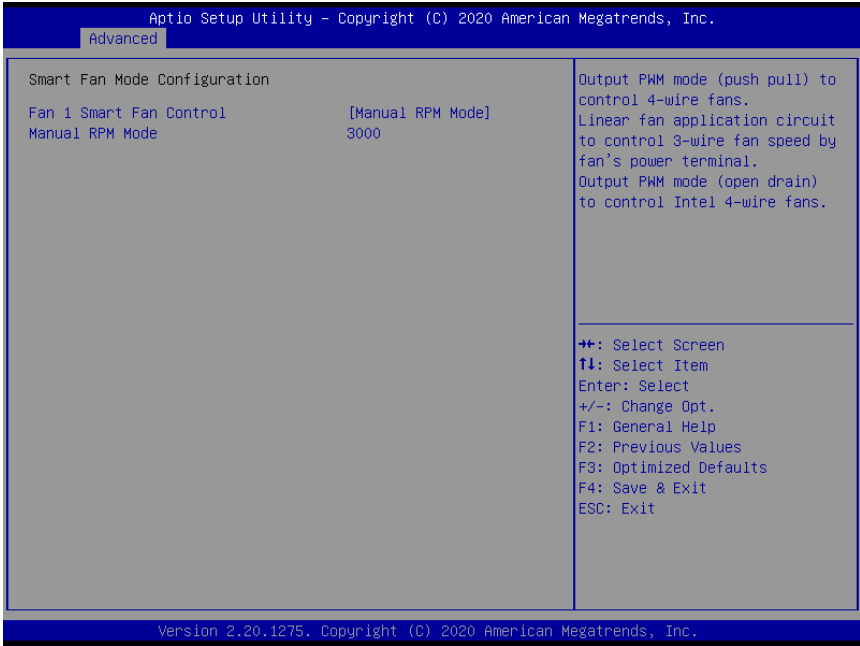 Aptio Setup Utility – Copyright (C) 2020 American Megatrends, Inc.
Advanced
Smart Fan Mode Configuration
Fan 1 Smart Fan Control [Manual RPM Mode]
Manual RPM Mode 3000
Output PWM mode (push pull) to
control 4-wire fans.
Linear fan application circuit
to control 3-wire fan speed by
fan's power terminal.
Output PWM mode (open drain)
to control Intel 4-wire fans.
→←: Select Screen
↑↓: Select Item
Enter: Select
+/-: Change Opt.
F1: General Help
F2: Previous Values
F3: Optimized Defaults
F4: Save & Exit
ESC: Exit
Version 2.20.1275. Copyright (C) 2020 American Megatrends, Inc.